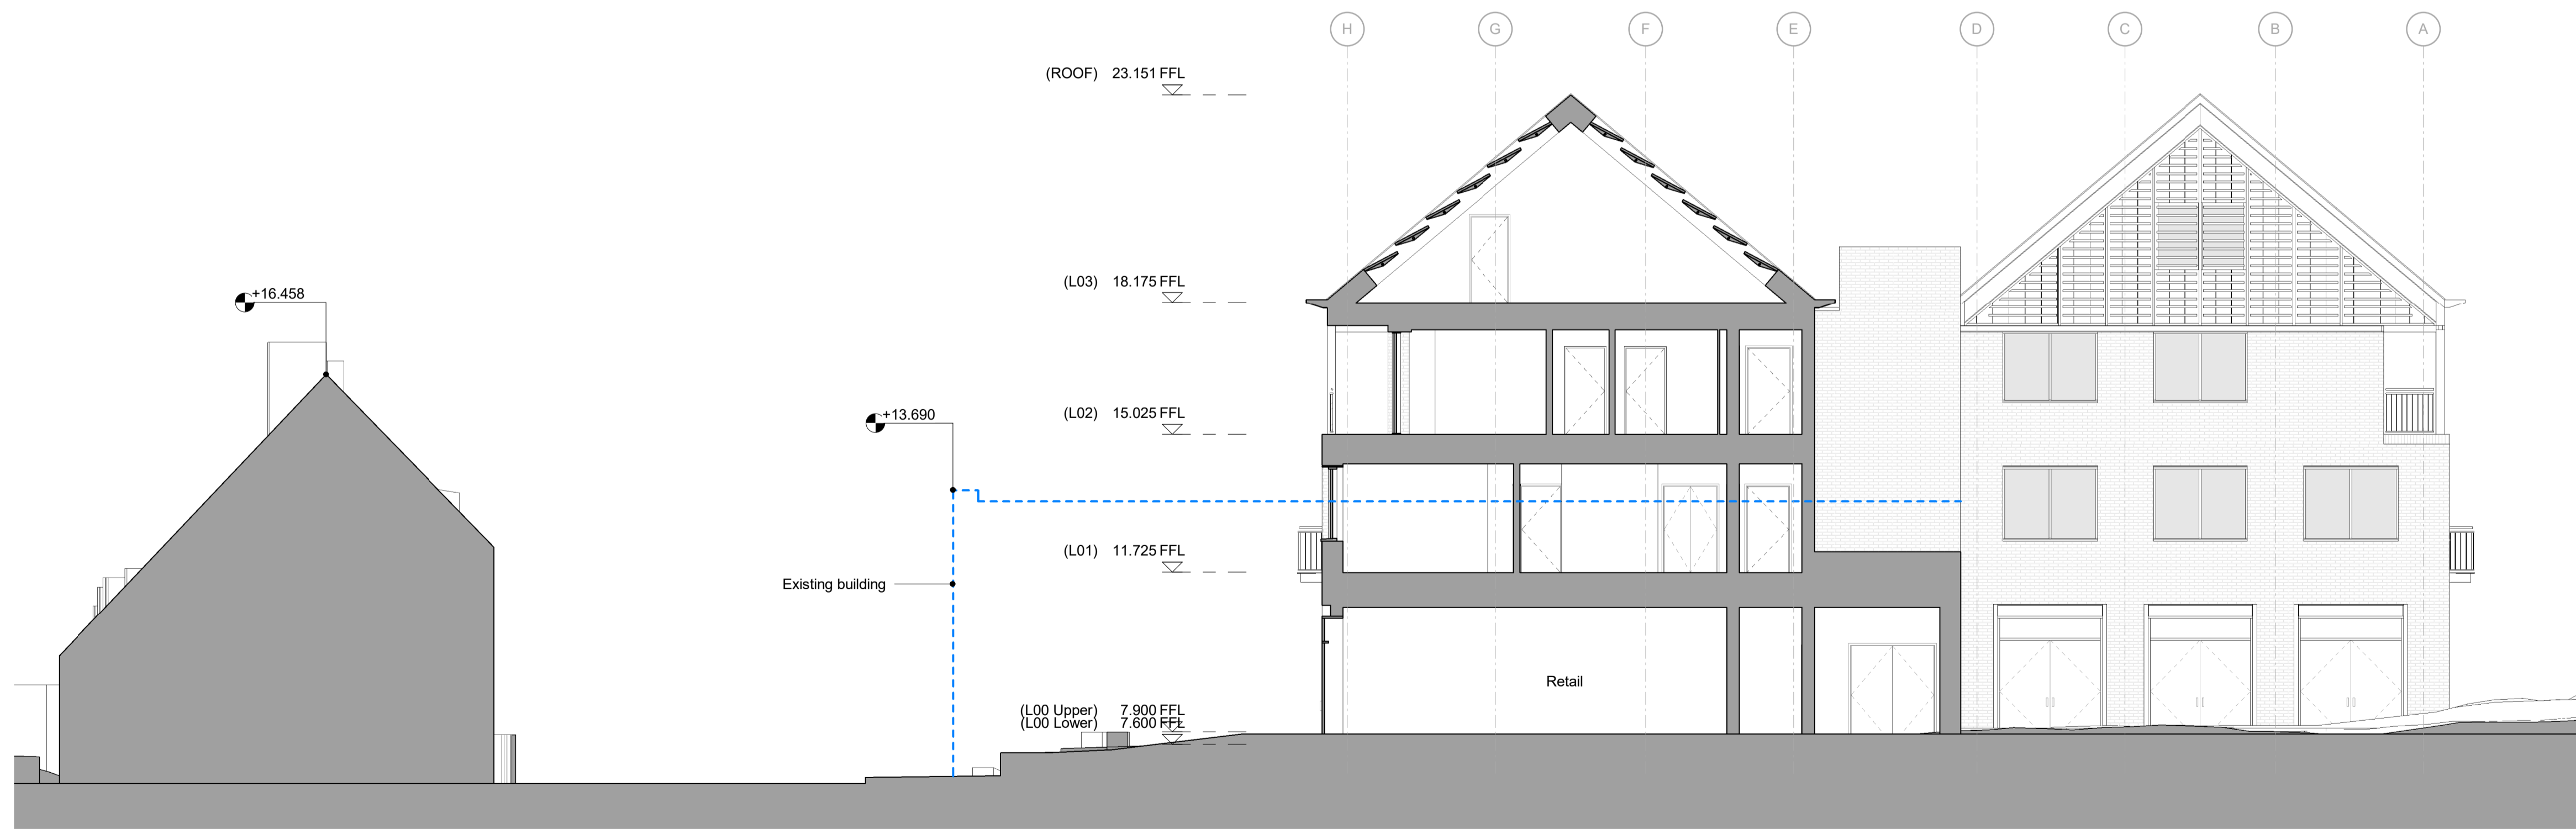 H G F E D C B A
(ROOF) 23.151 FFL
(L03) 18.175 FFL
+16.458
(L02) 15.025 FFL
+13.690
(L01) 11.725 FFL
Existing building
Retail
(L00 Upper) 7.900 FFL
(L00 Lower) 7.600 FFL